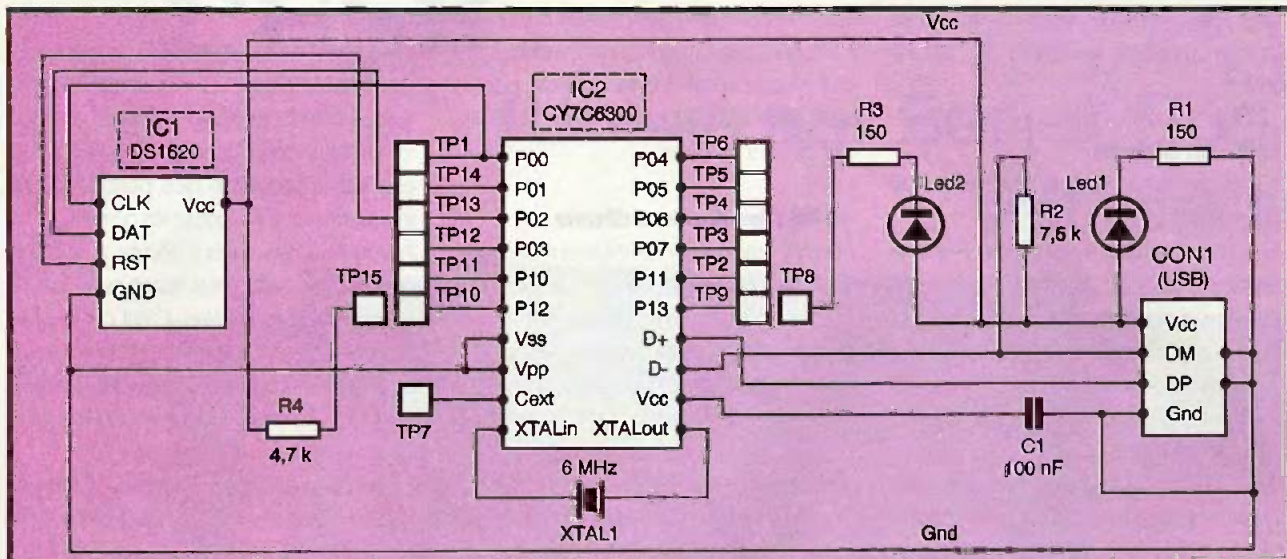 Vcc
IC1
DS1620
CLK
DAT
RST
GND
Vcc
IC2
CY7C6300
TP1
TP14
TP13
TP12
TP11
TP10
TP15
P00
P01
P02
P03
P10
P12
Vss
Vpp
Cext
XTALin
P04
P05
P06
P07
P11
P13
D+
D-
Vcc
XTALout
TP6
TP5
TP4
TP3
TP2
TP9
TP8
TP7
R4
4,7 k
6 MHz
XTAL1
R3
150
Led2
R2
7,6 k
Led1
R1
150
CON1
(USB)
Vcc
DM
DP
Gnd
C1
100 nF
Gnd